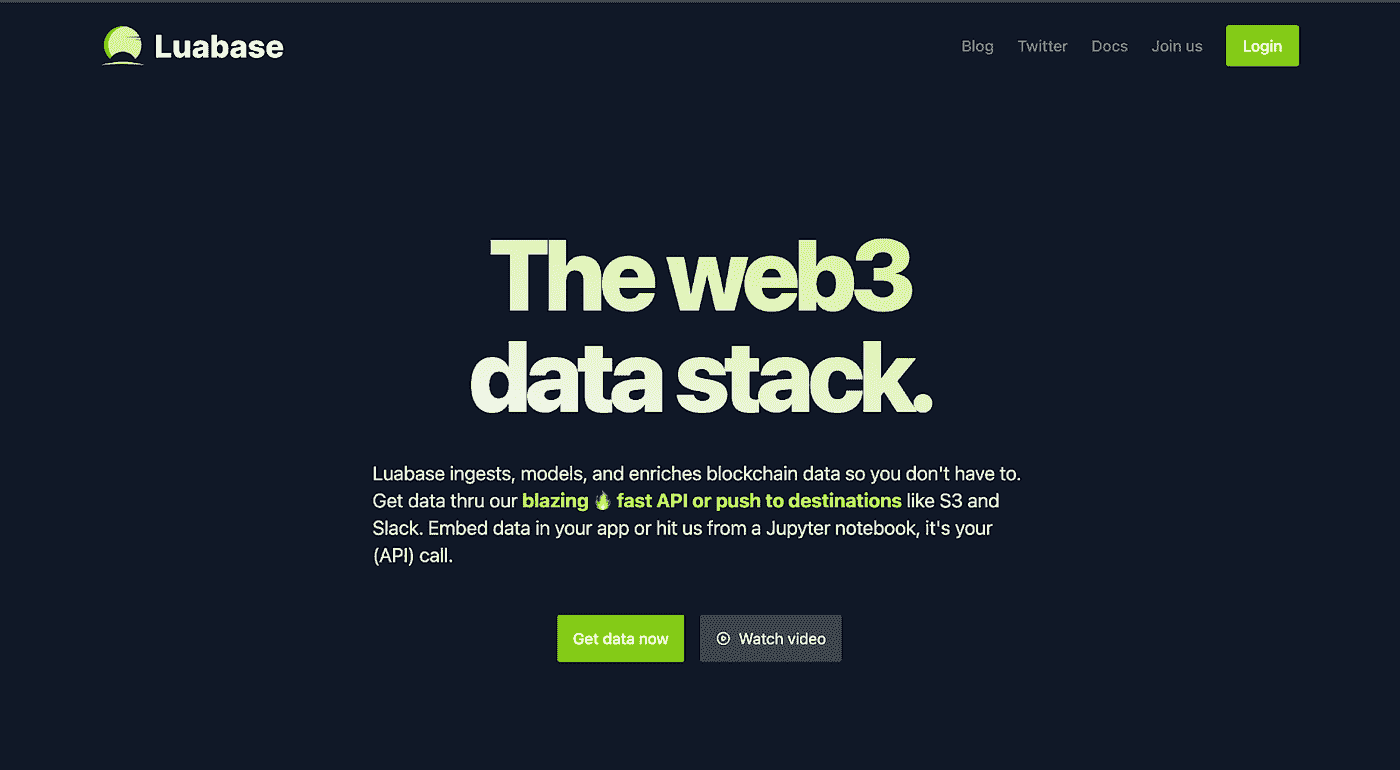 Luabase
Blog Twitter Docs Join us Login
The web3
data stack.
Luabase ingests, models, and enriches blockchain data so you don't have to.
Get data thru our blazing 🔥 fast API or push to destinations like S3 and
Slack. Embed data in your app or hit us from a Jupyter notebook, it's your
(API) call.
Get data now
Watch video